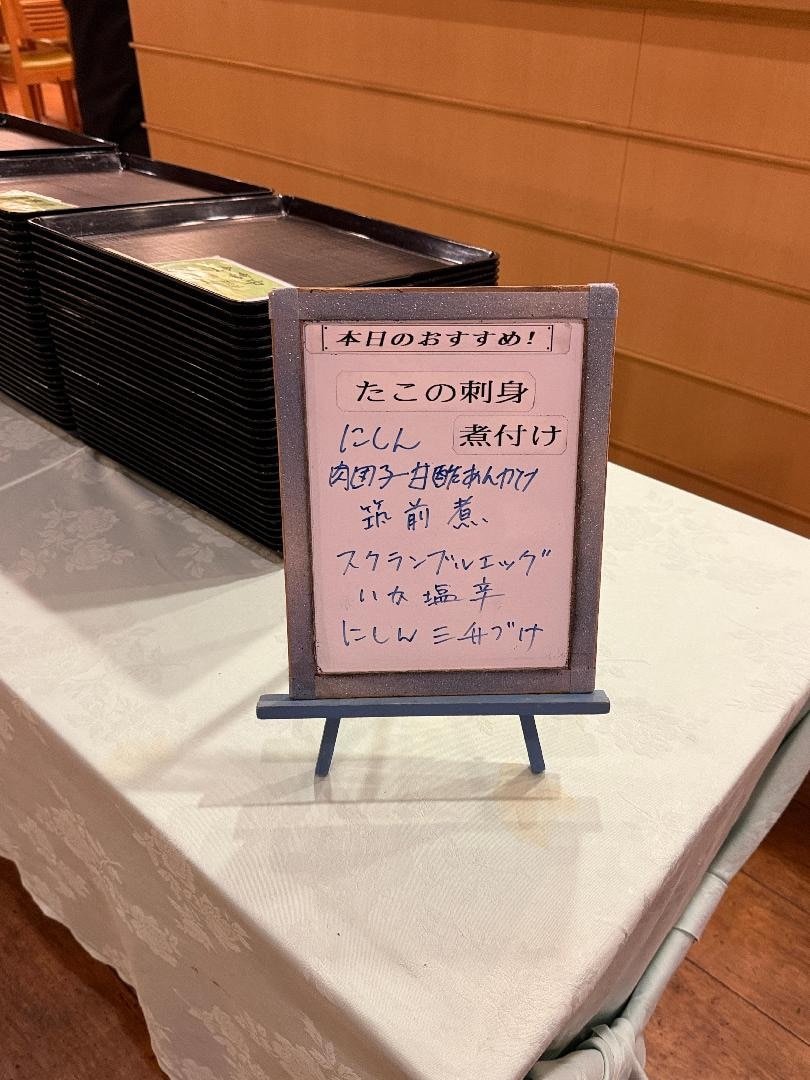 本日のおすすめ!
たこの刺身
にしん 煮付け
肉団子甘酢あんかけ
筑前煮
スクランブルエッグ
いか塩辛
にしん三升づけ